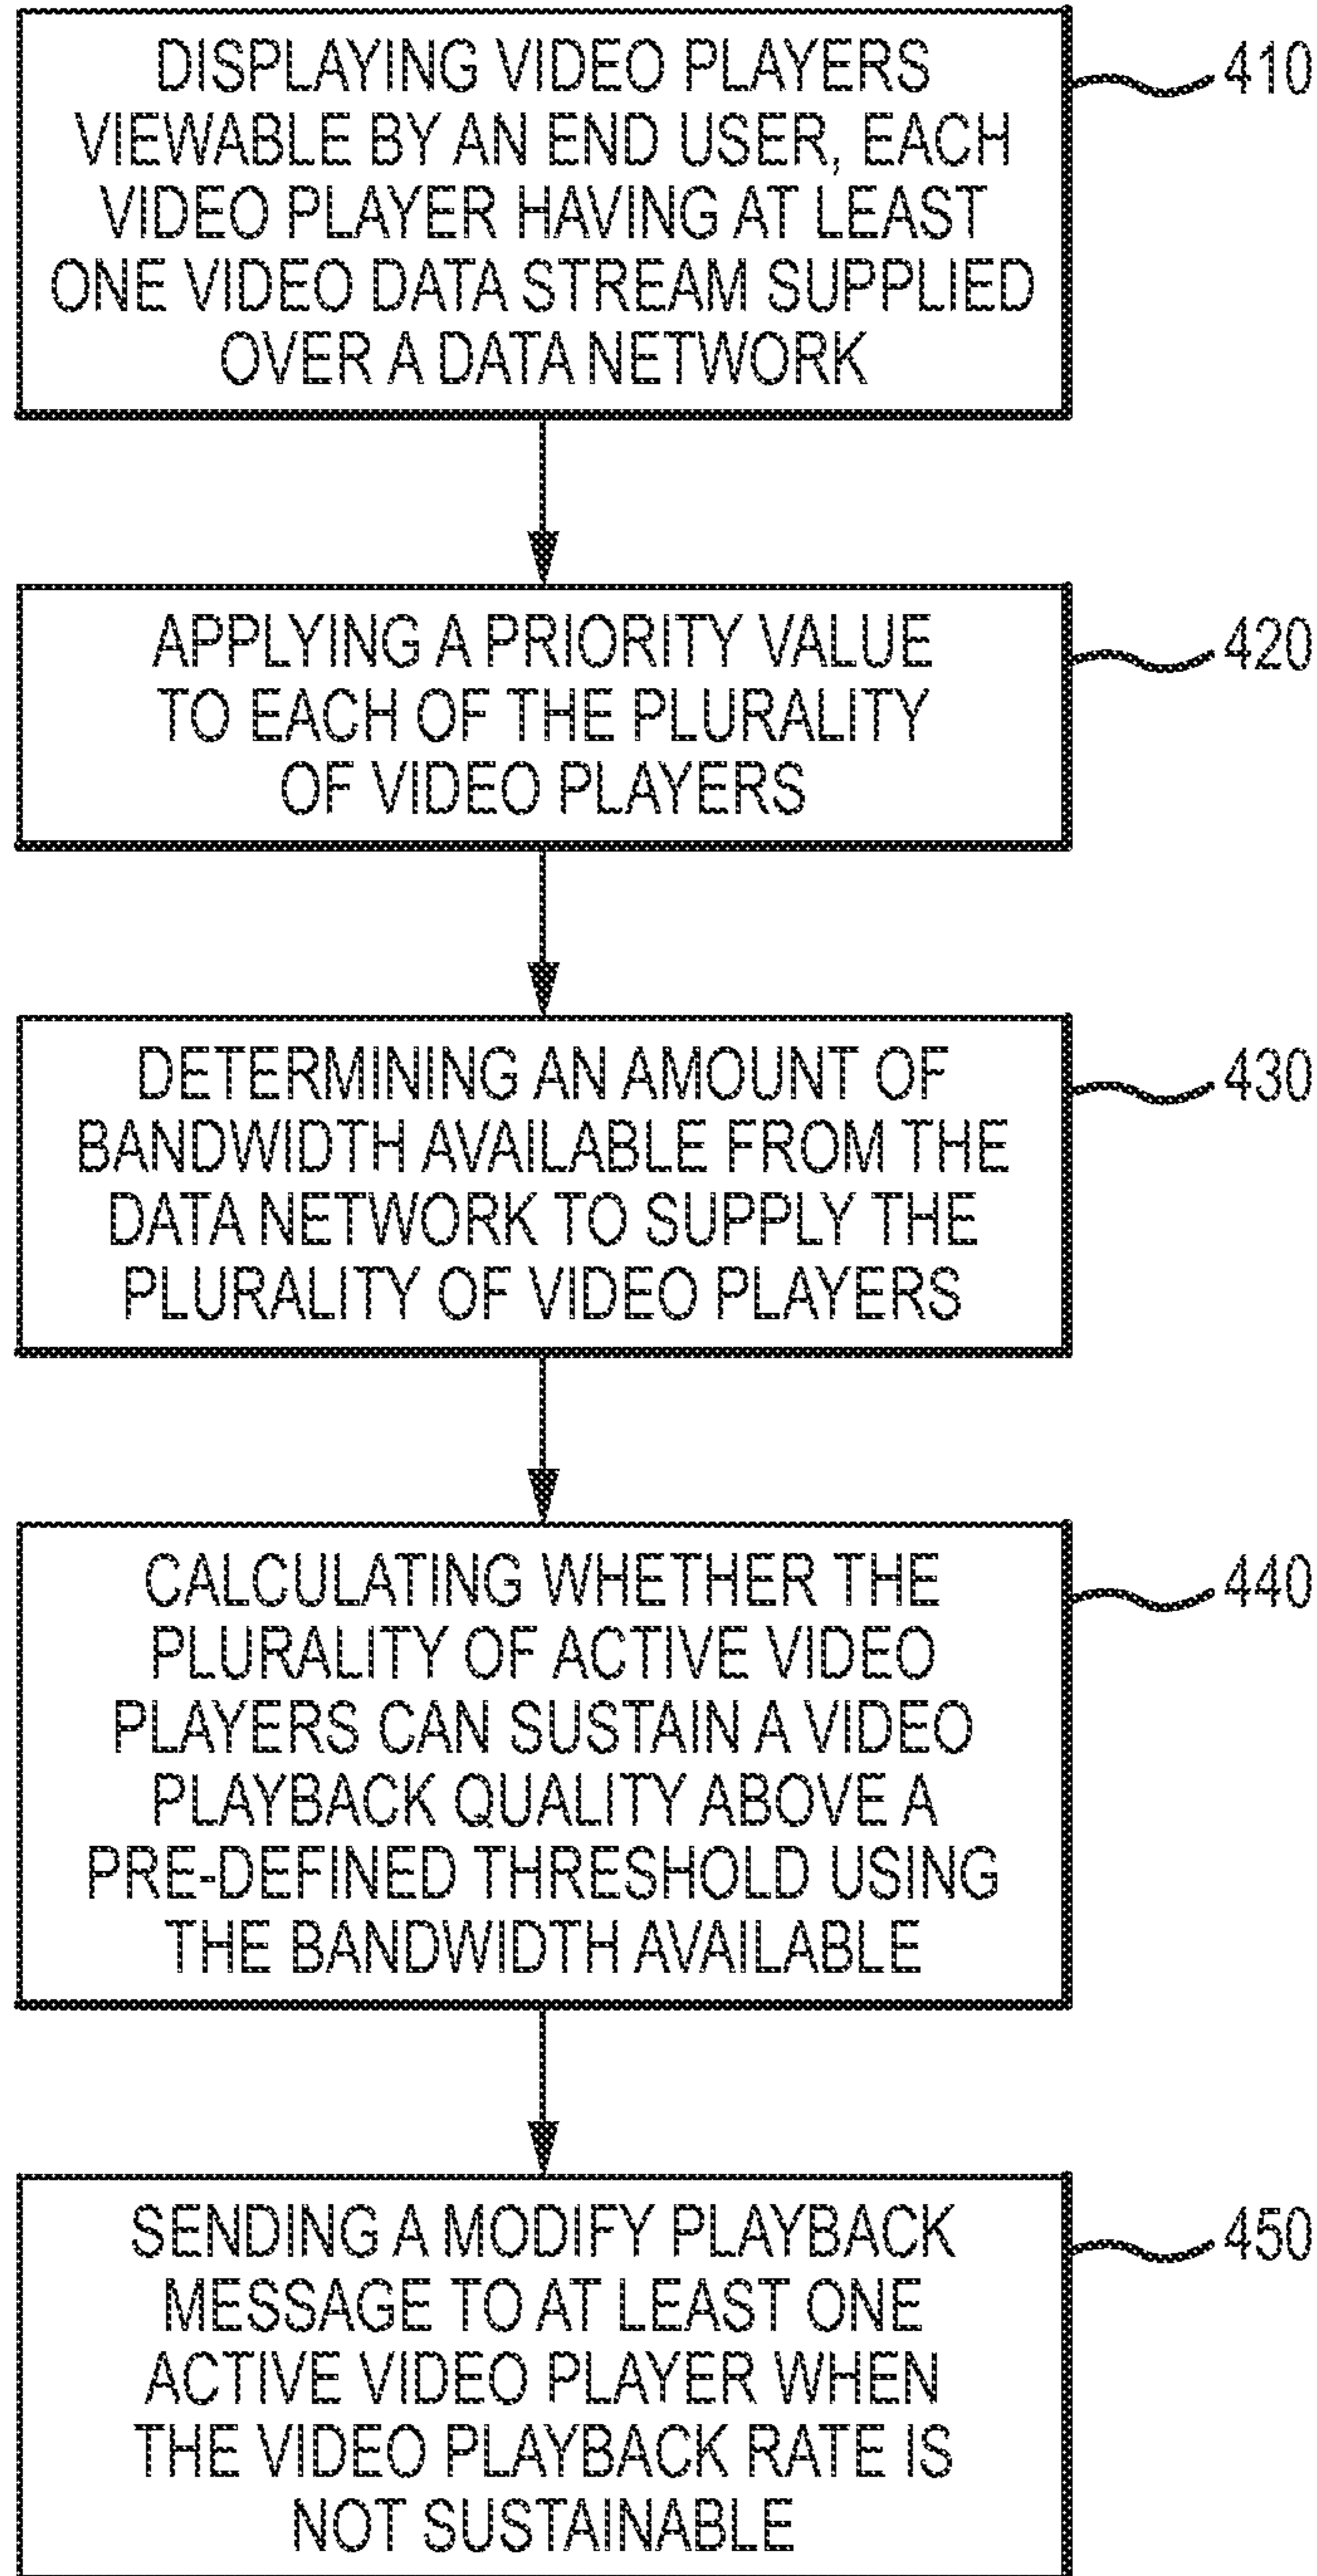 DISPLAYING VIDEO PLAYERS
VIEWABLE BY AN END USER, EACH
VIDEO PLAYER HAVING AT LEAST
ONE VIDEO DATA STREAM SUPPLIED
OVER A DATA NETWORK
410
APPLYING A PRIORITY VALUE
TO EACH OF THE PLURALITY
OF VIDEO PLAYERS
420
DETERMINING AN AMOUNT OF
BANDWIDTH AVAILABLE FROM THE
DATA NETWORK TO SUPPLY THE
PLURALITY OF VIDEO PLAYERS
430
CALCULATING WHETHER THE
PLURALITY OF ACTIVE VIDEO
PLAYERS CAN SUSTAIN A VIDEO
PLAYBACK QUALITY ABOVE A
PRE-DEFINED THRESHOLD USING
THE BANDWIDTH AVAILABLE
440
SENDING A MODIFY PLAYBACK
MESSAGE TO AT LEAST ONE
ACTIVE VIDEO PLAYER WHEN
THE VIDEO PLAYBACK RATE IS
NOT SUSTAINABLE
450